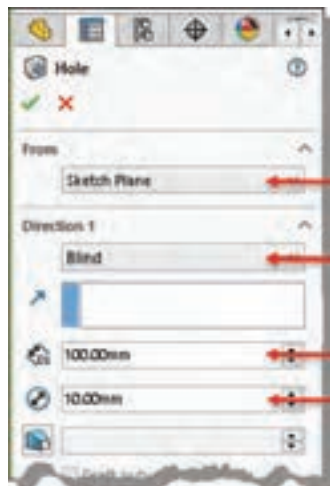 Hole
From
Sketch Plane
Direction 1
Blind
100.00mm
10.00mm